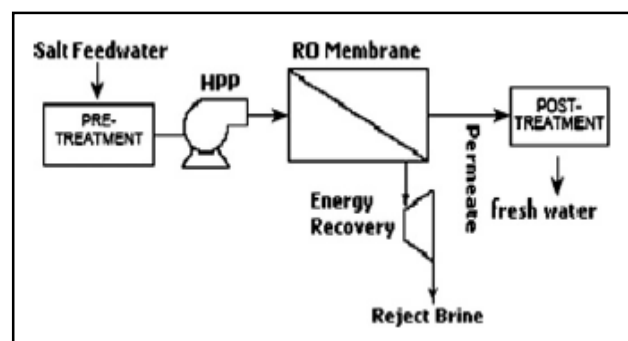 Salt Feedwater
PRE-
TREATMENT
HPP
RO Membrane
Permeate
POST-
TREATMENT
fresh water
Energy
Recovery
Reject Brine